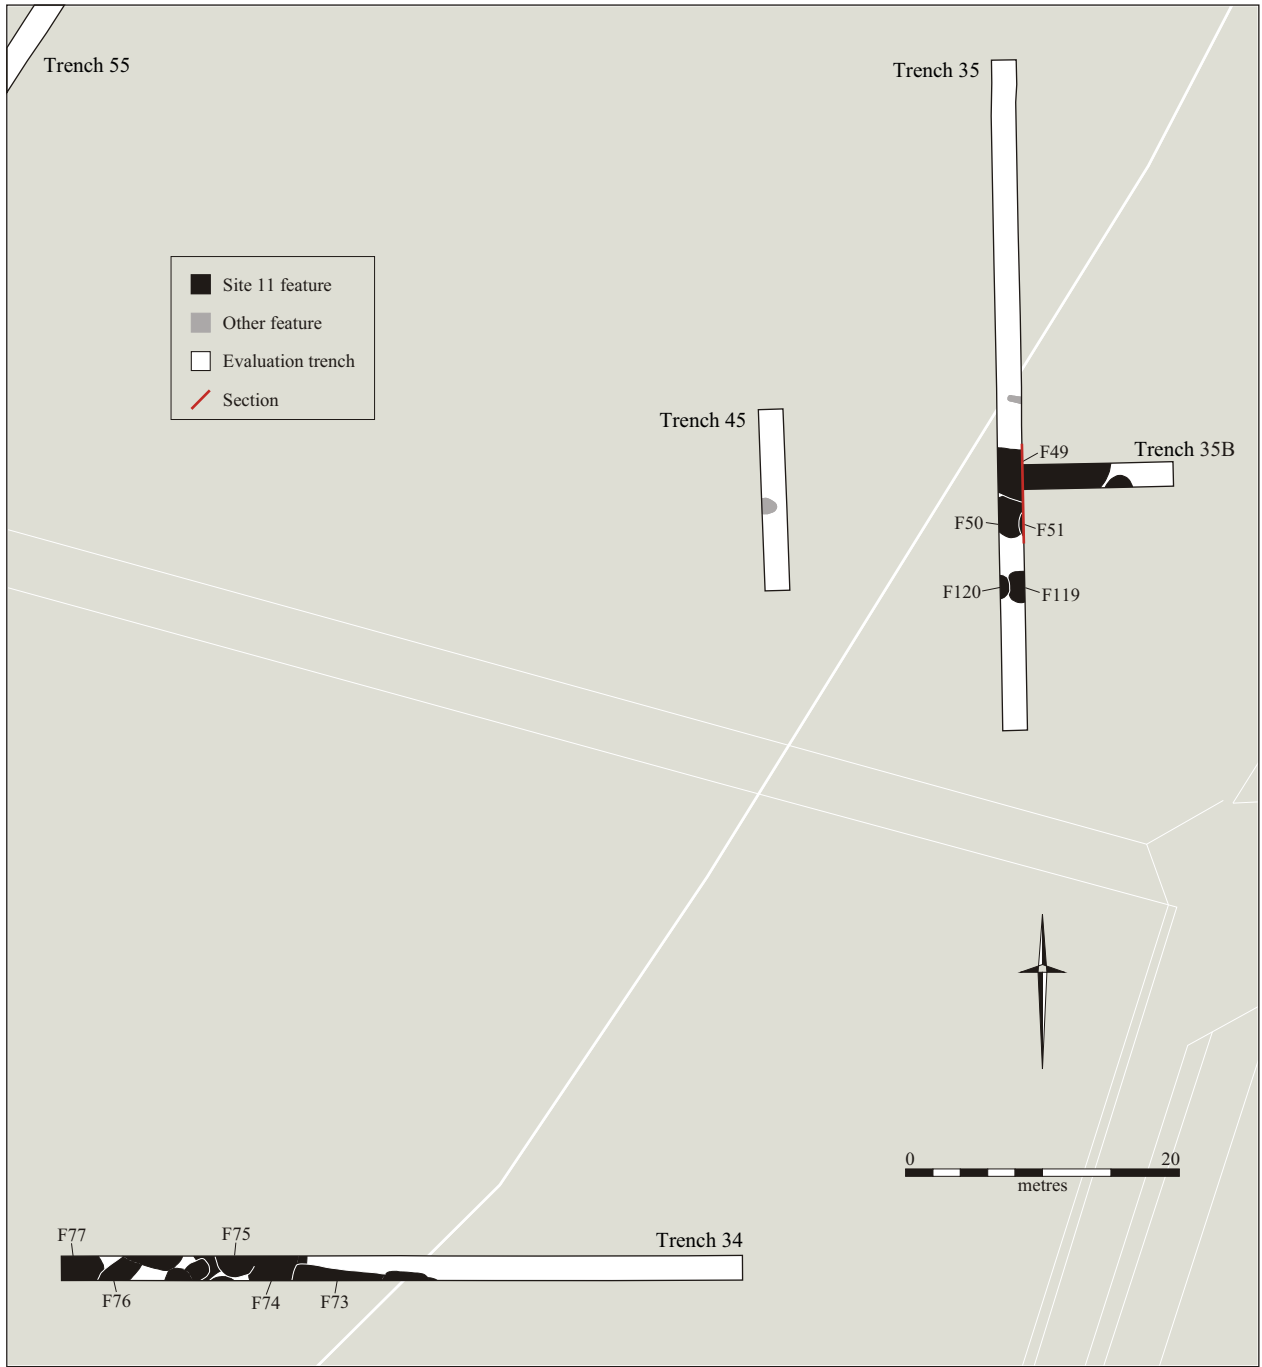 Trench 55
Trench 35
Site 11 feature
Other feature
Evaluation trench
Section
Trench 45
F49
Trench 35B
F50
F51
F120
F119
0 20
metres
F77
F75
Trench 34
F76
F74
F73